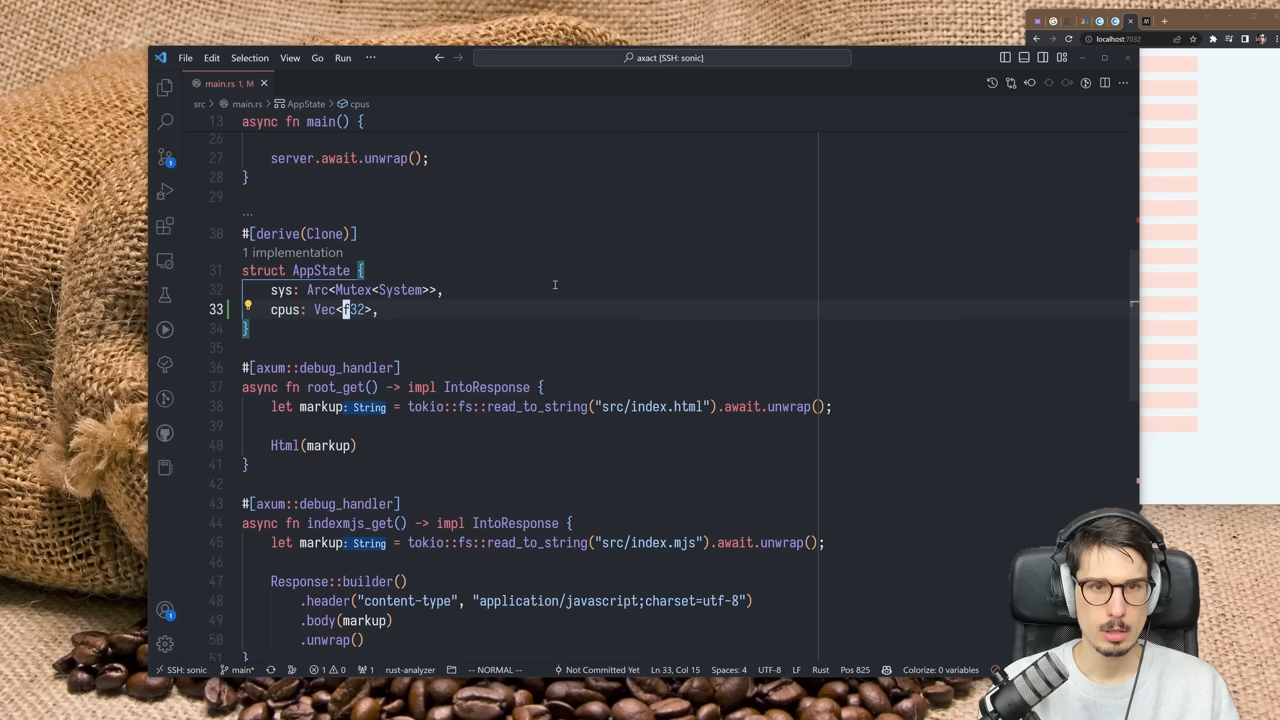 localhost:7032
File Edit Selection View Go Run ···
axact [SSH: sonic]
main.rs 1, M
src > main.rs > AppState > cpus
13 async fn main() {
26
27 server.await.unwrap();
28 }
29
...
30 #[derive(Clone)]
1 implementation
31 struct AppState {
32 sys: Arc<Mutex<System>>,
33 cpus: Vec<f32>,
34 }
35
36 #[axum::debug_handler]
37 async fn root_get() -> impl IntoResponse {
38 let markup: String = tokio::fs::read_to_string("src/index.html").await.unwrap();
39
40 Html(markup)
41 }
42
43 #[axum::debug_handler]
44 async fn indexmjs_get() -> impl IntoResponse {
45 let markup: String = tokio::fs::read_to_string("src/index.mjs").await.unwrap();
46
47 Response::builder()
48 .header("content-type", "application/javascript;charset=utf-8")
49 .body(markup)
50 .unwrap()
51 }
SSH: sonic main* 1 0 1 rust-analyzer -- NORMAL -- Not Committed Yet Ln 33, Col 15 Spaces: 4 UTF-8 LF Rust Pos 825 Colorize: 0 variables